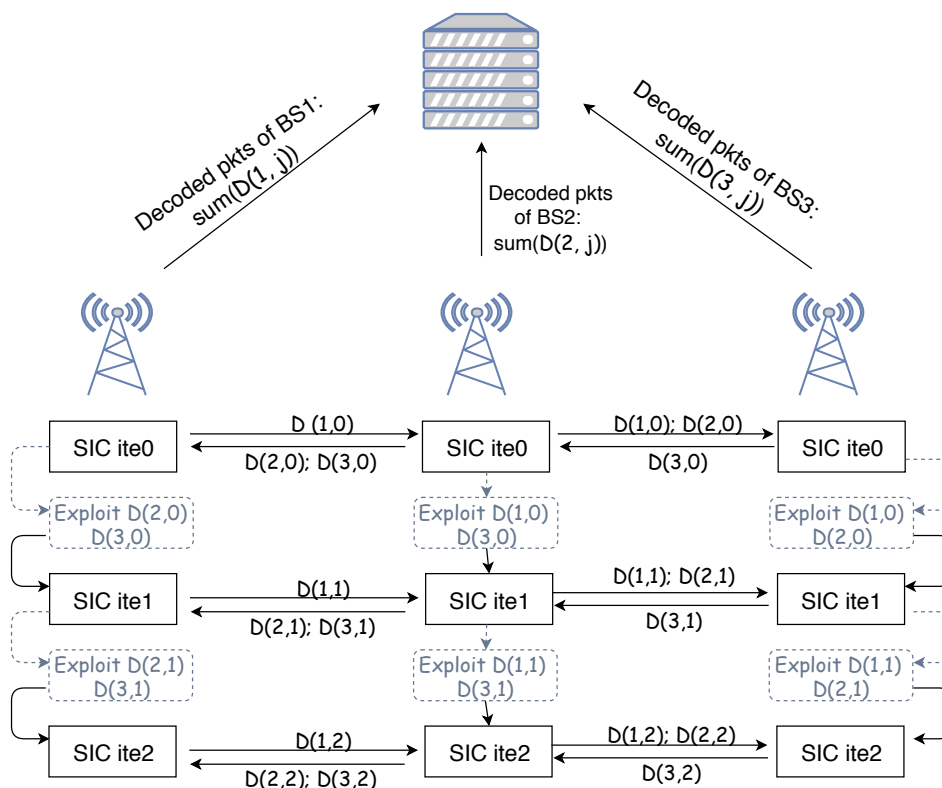 Decoded pkts of BS1:
sum(D(1, j))
Decoded pkts
of BS2:
sum(D(2, j))
Decoded pkts of BS3:
sum(D(3, j))
SIC ite0
D (1,0)
D(2,0); D(3,0)
SIC ite0
D(1,0); D(2,0)
D(3,0)
SIC ite0
Exploit D(2,0)
D(3,0)
Exploit D(1,0)
D(3,0)
Exploit D(1,0)
D(2,0)
SIC ite1
D(1,1)
D(2,1); D(3,1)
SIC ite1
D(1,1); D(2,1)
D(3,1)
SIC ite1
Exploit D(2,1)
D(3,1)
Exploit D(1,1)
D(3,1)
Exploit D(1,1)
D(2,1)
SIC ite2
D(1,2)
D(2,2); D(3,2)
SIC ite2
D(1,2); D(2,2)
D(3,2)
SIC ite2